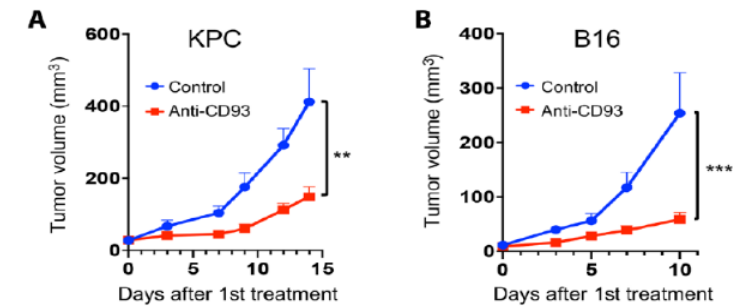 A
KPC
600
400
200
0
Tumor volume (mm³)
Control
Anti-CD93
**
0
5
10
15
Days after 1st treatment
B
B16
400
300
200
100
0
Tumor volume (mm³)
Control
Anti-CD93
***
0
5
10
Days after 1st treatment